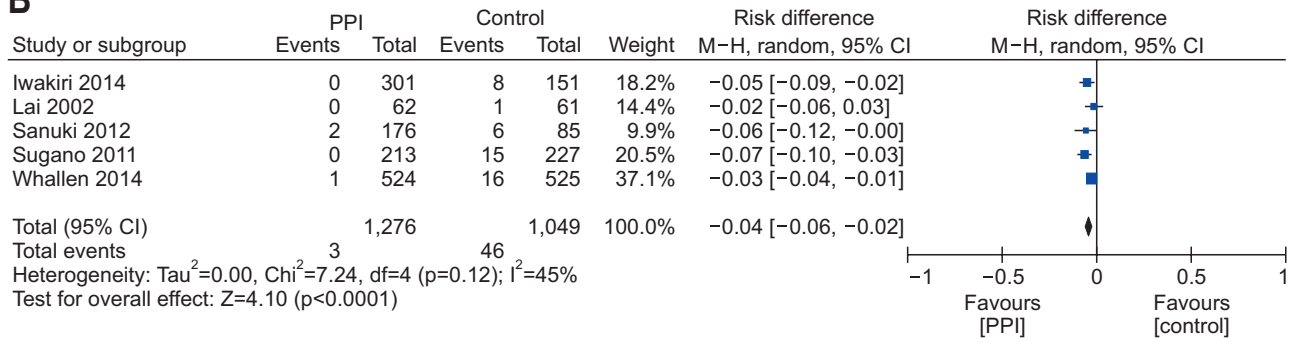 B
PPI Control Risk difference Risk difference
Study or subgroup Events Total Events Total Weight M−H, random, 95% CI M−H, random, 95% CI
Iwakiri 2014 0 301 8 151 18.2% −0.05 [−0.09, −0.02]
Lai 2002 0 62 1 61 14.4% −0.02 [−0.06, 0.03]
Sanuki 2012 2 176 6 85 9.9% −0.06 [−0.12, −0.00]
Sugano 2011 0 213 15 227 20.5% −0.07 [−0.10, −0.03]
Whallen 2014 1 524 16 525 37.1% −0.03 [−0.04, −0.01]
Total (95% CI) 1,276 1,049 100.0% −0.04 [−0.06, −0.02]
Total events 3 46
Heterogeneity: Tau²=0.00, Chi²=7.24, df=4 (p=0.12); I²=45%
Test for overall effect: Z=4.10 (p<0.0001)
−1 −0.5 0 0.5 1
Favours Favours
[PPI] [control]